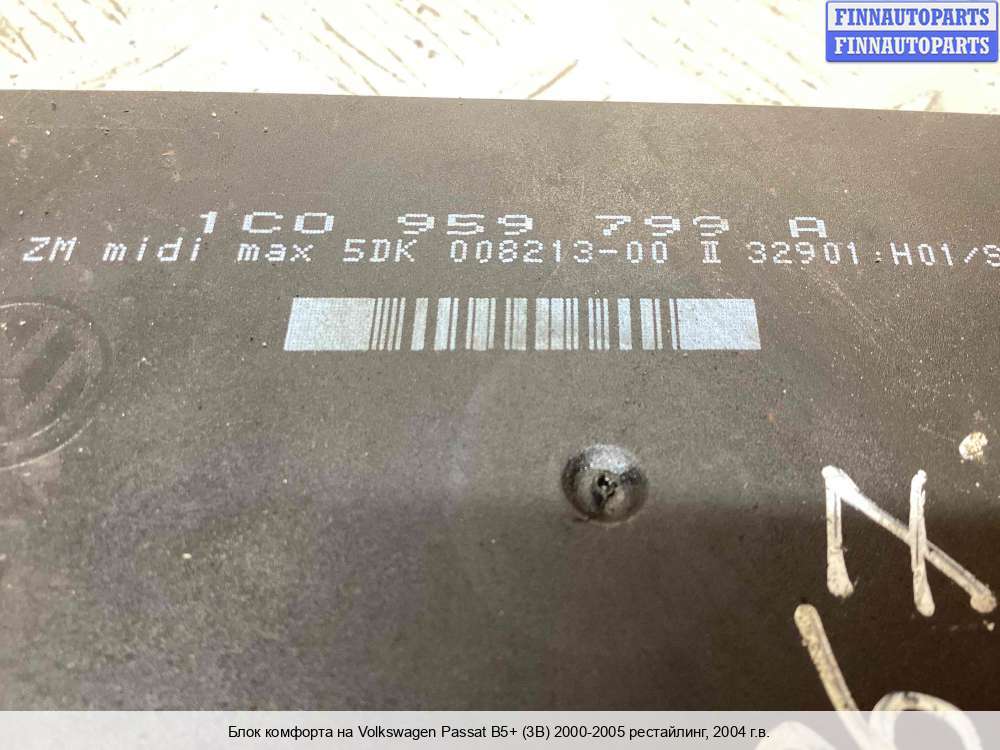 FINNAUTOPARTS
FINNAUTOPARTS
1C0 959 799 A
ZM midi max 5DK 008213-00 II 32901:H01/S
Блок комфорта на Volkswagen Passat B5+ (3B) 2000-2005 рестайлинг, 2004 г.в.